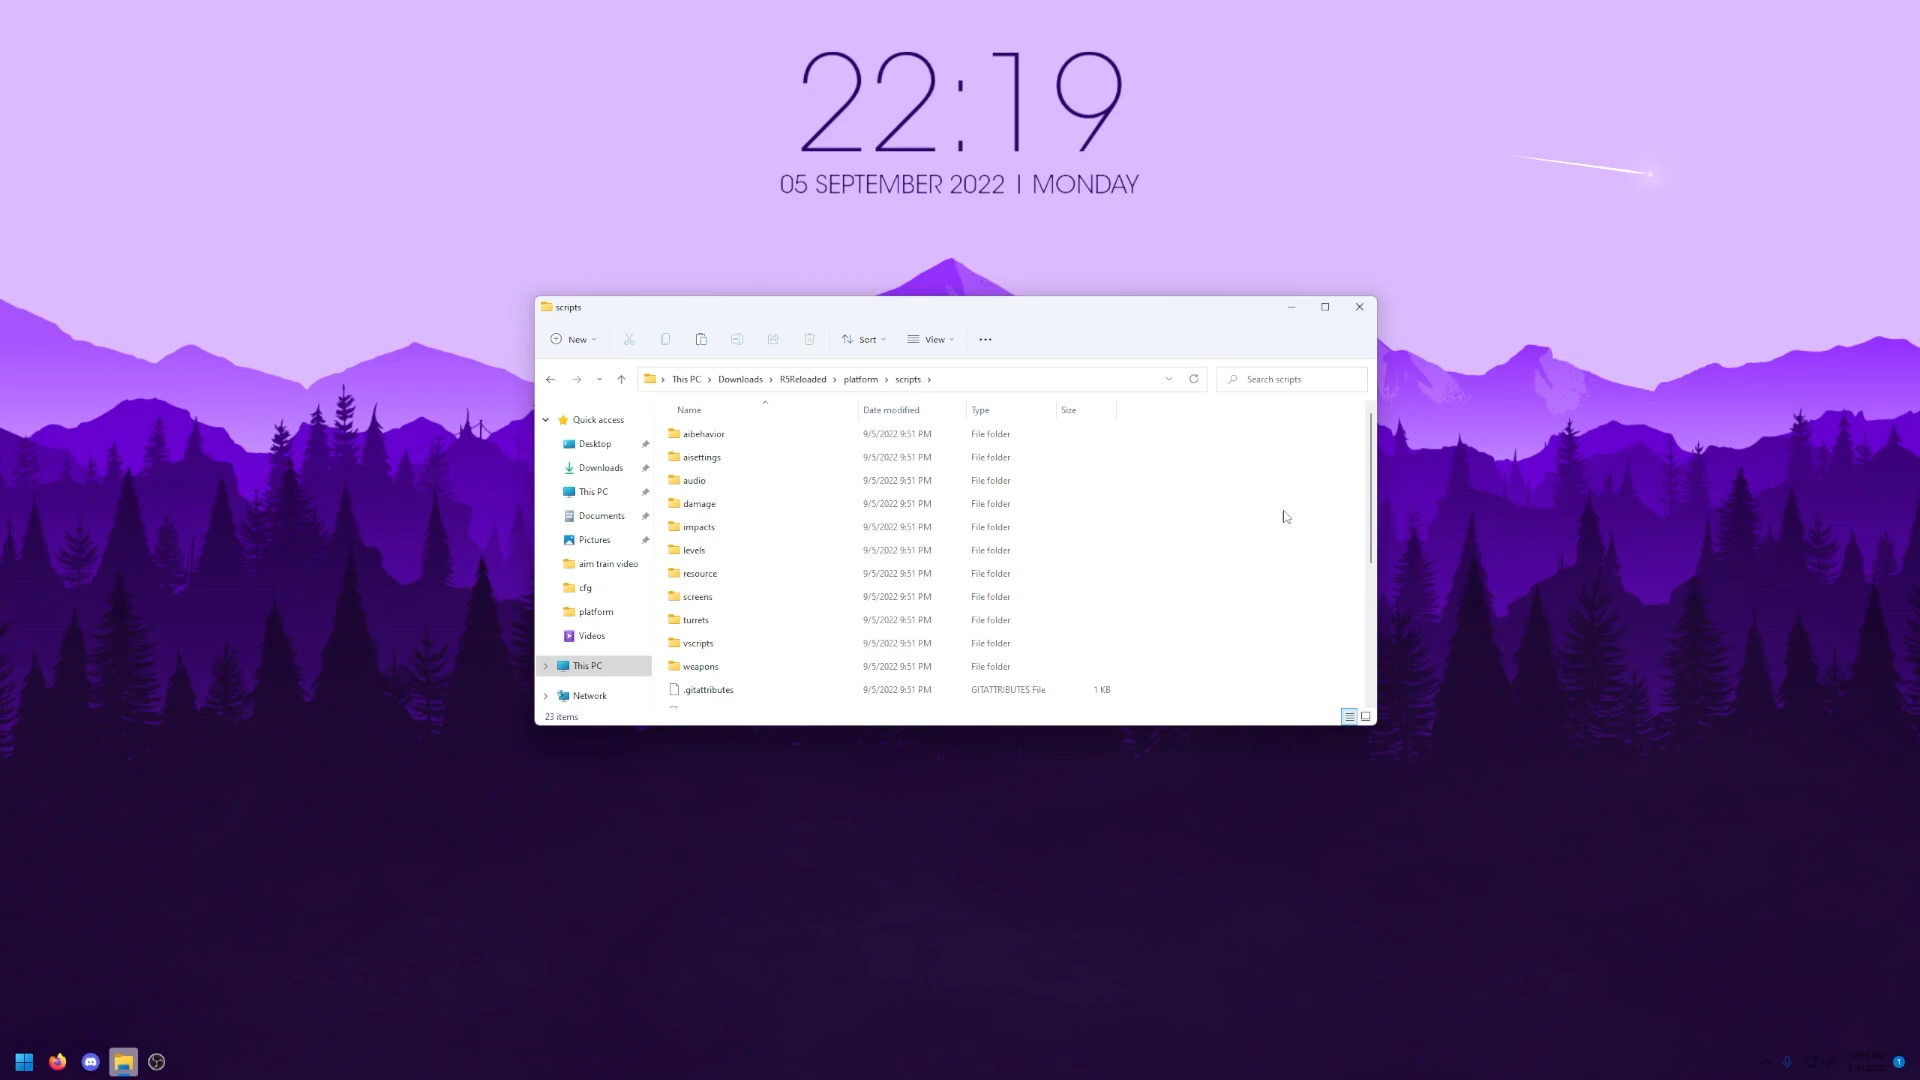 22:19
05 SEPTEMBER 2022 | MONDAY
scripts
New
Sort
View
This PC > Downloads > R5Reloaded > platform > scripts >
Search scripts
Name Date modified Type Size
Quick access
Desktop
Downloads
This PC
Documents
Pictures
aim train video
cfg
platform
Videos
This PC
Network
aibehavior 9/5/2022 9:51 PM File folder
aisettings 9/5/2022 9:51 PM File folder
audio 9/5/2022 9:51 PM File folder
damage 9/5/2022 9:51 PM File folder
impacts 9/5/2022 9:51 PM File folder
levels 9/5/2022 9:51 PM File folder
resource 9/5/2022 9:51 PM File folder
screens 9/5/2022 9:51 PM File folder
turrets 9/5/2022 9:51 PM File folder
vscripts 9/5/2022 9:51 PM File folder
weapons 9/5/2022 9:51 PM File folder
.gitattributes 9/5/2022 9:51 PM GITATTRIBUTES File 1 KB
23 items
1